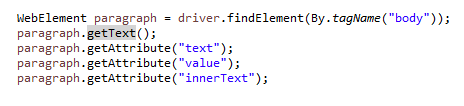 WebElement paragraph = driver.findElement(By.tagName("body"));
paragraph.getText();
paragraph.getAttribute("text");
paragraph.getAttribute("value");
paragraph.getAttribute("innerText");